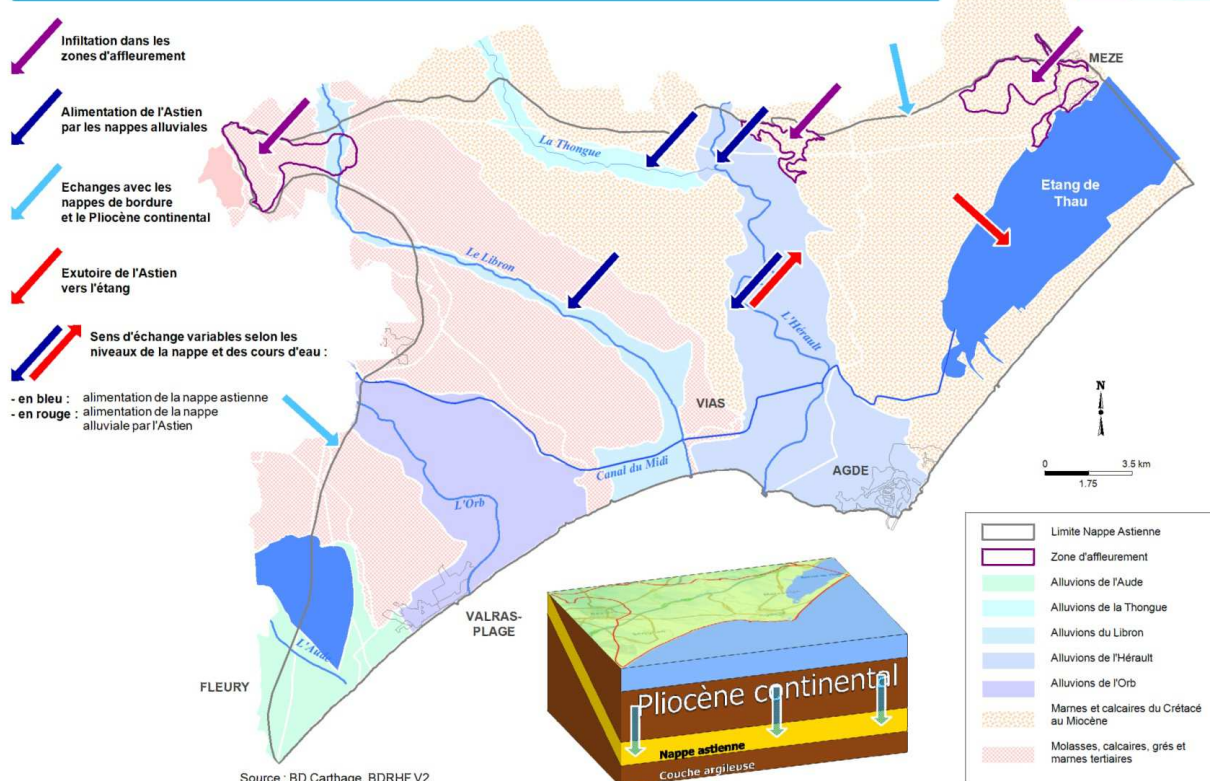 Infiltation dans les
zones d'affleurement
Alimentation de l'Astien
par les nappes alluviales
Echanges avec les
nappes de bordure
et le Pliocène continental
Exutoire de l'Astien
vers l'étang
Sens d'échange variables selon les
niveaux de la nappe et des cours d'eau :
- en bleu : alimentation de la nappe astienne
- en rouge : alimentation de la nappe
alluviale par l'Astien
MEZE
La Thongue
Etang de
Thau
Le Libron
L'Hérault
VIAS
Canal du Midi
AGDE
L'Orb
VALRAS-
PLAGE
L'Aude
FLEURY
N
0 3.5 km
1.75
Limite Nappe Astienne
Zone d'affleurement
Alluvions de l'Aude
Alluvions de la Thongue
Alluvions du Libron
Alluvions de l'Hérault
Alluvions de l'Orb
Marnes et calcaires du Crétacé
au Miocène
Molasses, calcaires, grés et
marnes tertiaires
Pliocène continental
Nappe astienne
Couche argileuse
Source : BD Carthage, BDRHF V2